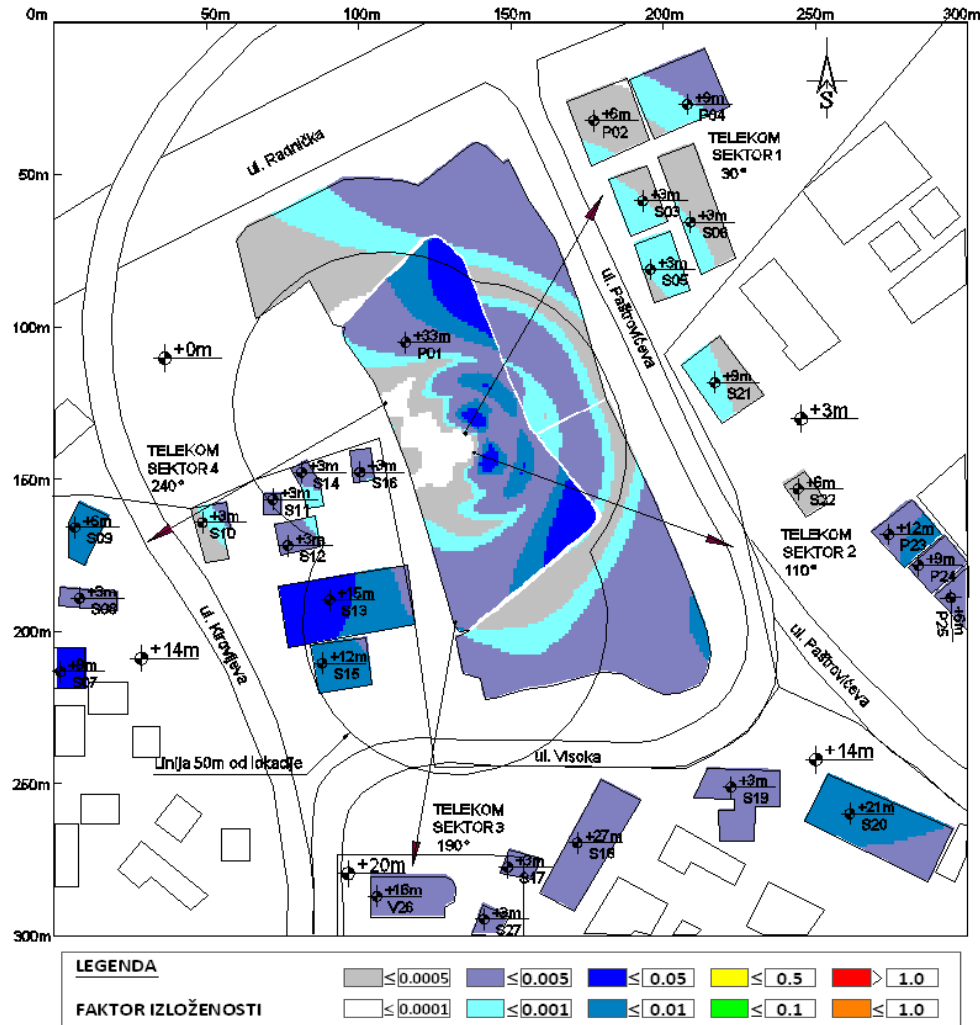 0m 50m 100m 150m 200m 250m 300m
50m
100m
150m
200m
250m
300m
S
ul. Radnička
+6m
P02
+9m
P04
TELEKOM
SEKTOR 1
30°
+3m
S03
+3m
S06
+3m
S05
ul. Paštrovićeva
+33m
P01
+0m
+9m
S21
+3m
TELEKOM
SEKTOR 4
240°
+3m
S14
+3m
S16
+3m
S11
+3m
S10
+3m
S12
+6m
S09
+6m
S22
TELEKOM
SEKTOR 2
110°
+12m
P23
+9m
P24
+6m
P25
+15m
S13
+3m
S08
ul. Kirovljeva
+12m
S15
+14m
S07
ul. Paštrovićeva
Linija 50m od lokacije
ul. Visoka
+14m
+3m
S19
+21m
S20
TELEKOM
SEKTOR 3
190°
+27m
S18
+20m
+3m
S17
+16m
V26
+3m
S27
LEGENDA
≤ 0.0005 ≤ 0.005 ≤ 0.05 ≤ 0.5 > 1.0
FAKTOR IZLOŽENOSTI
≤ 0.0001 ≤ 0.001 ≤ 0.01 ≤ 0.1 ≤ 1.0